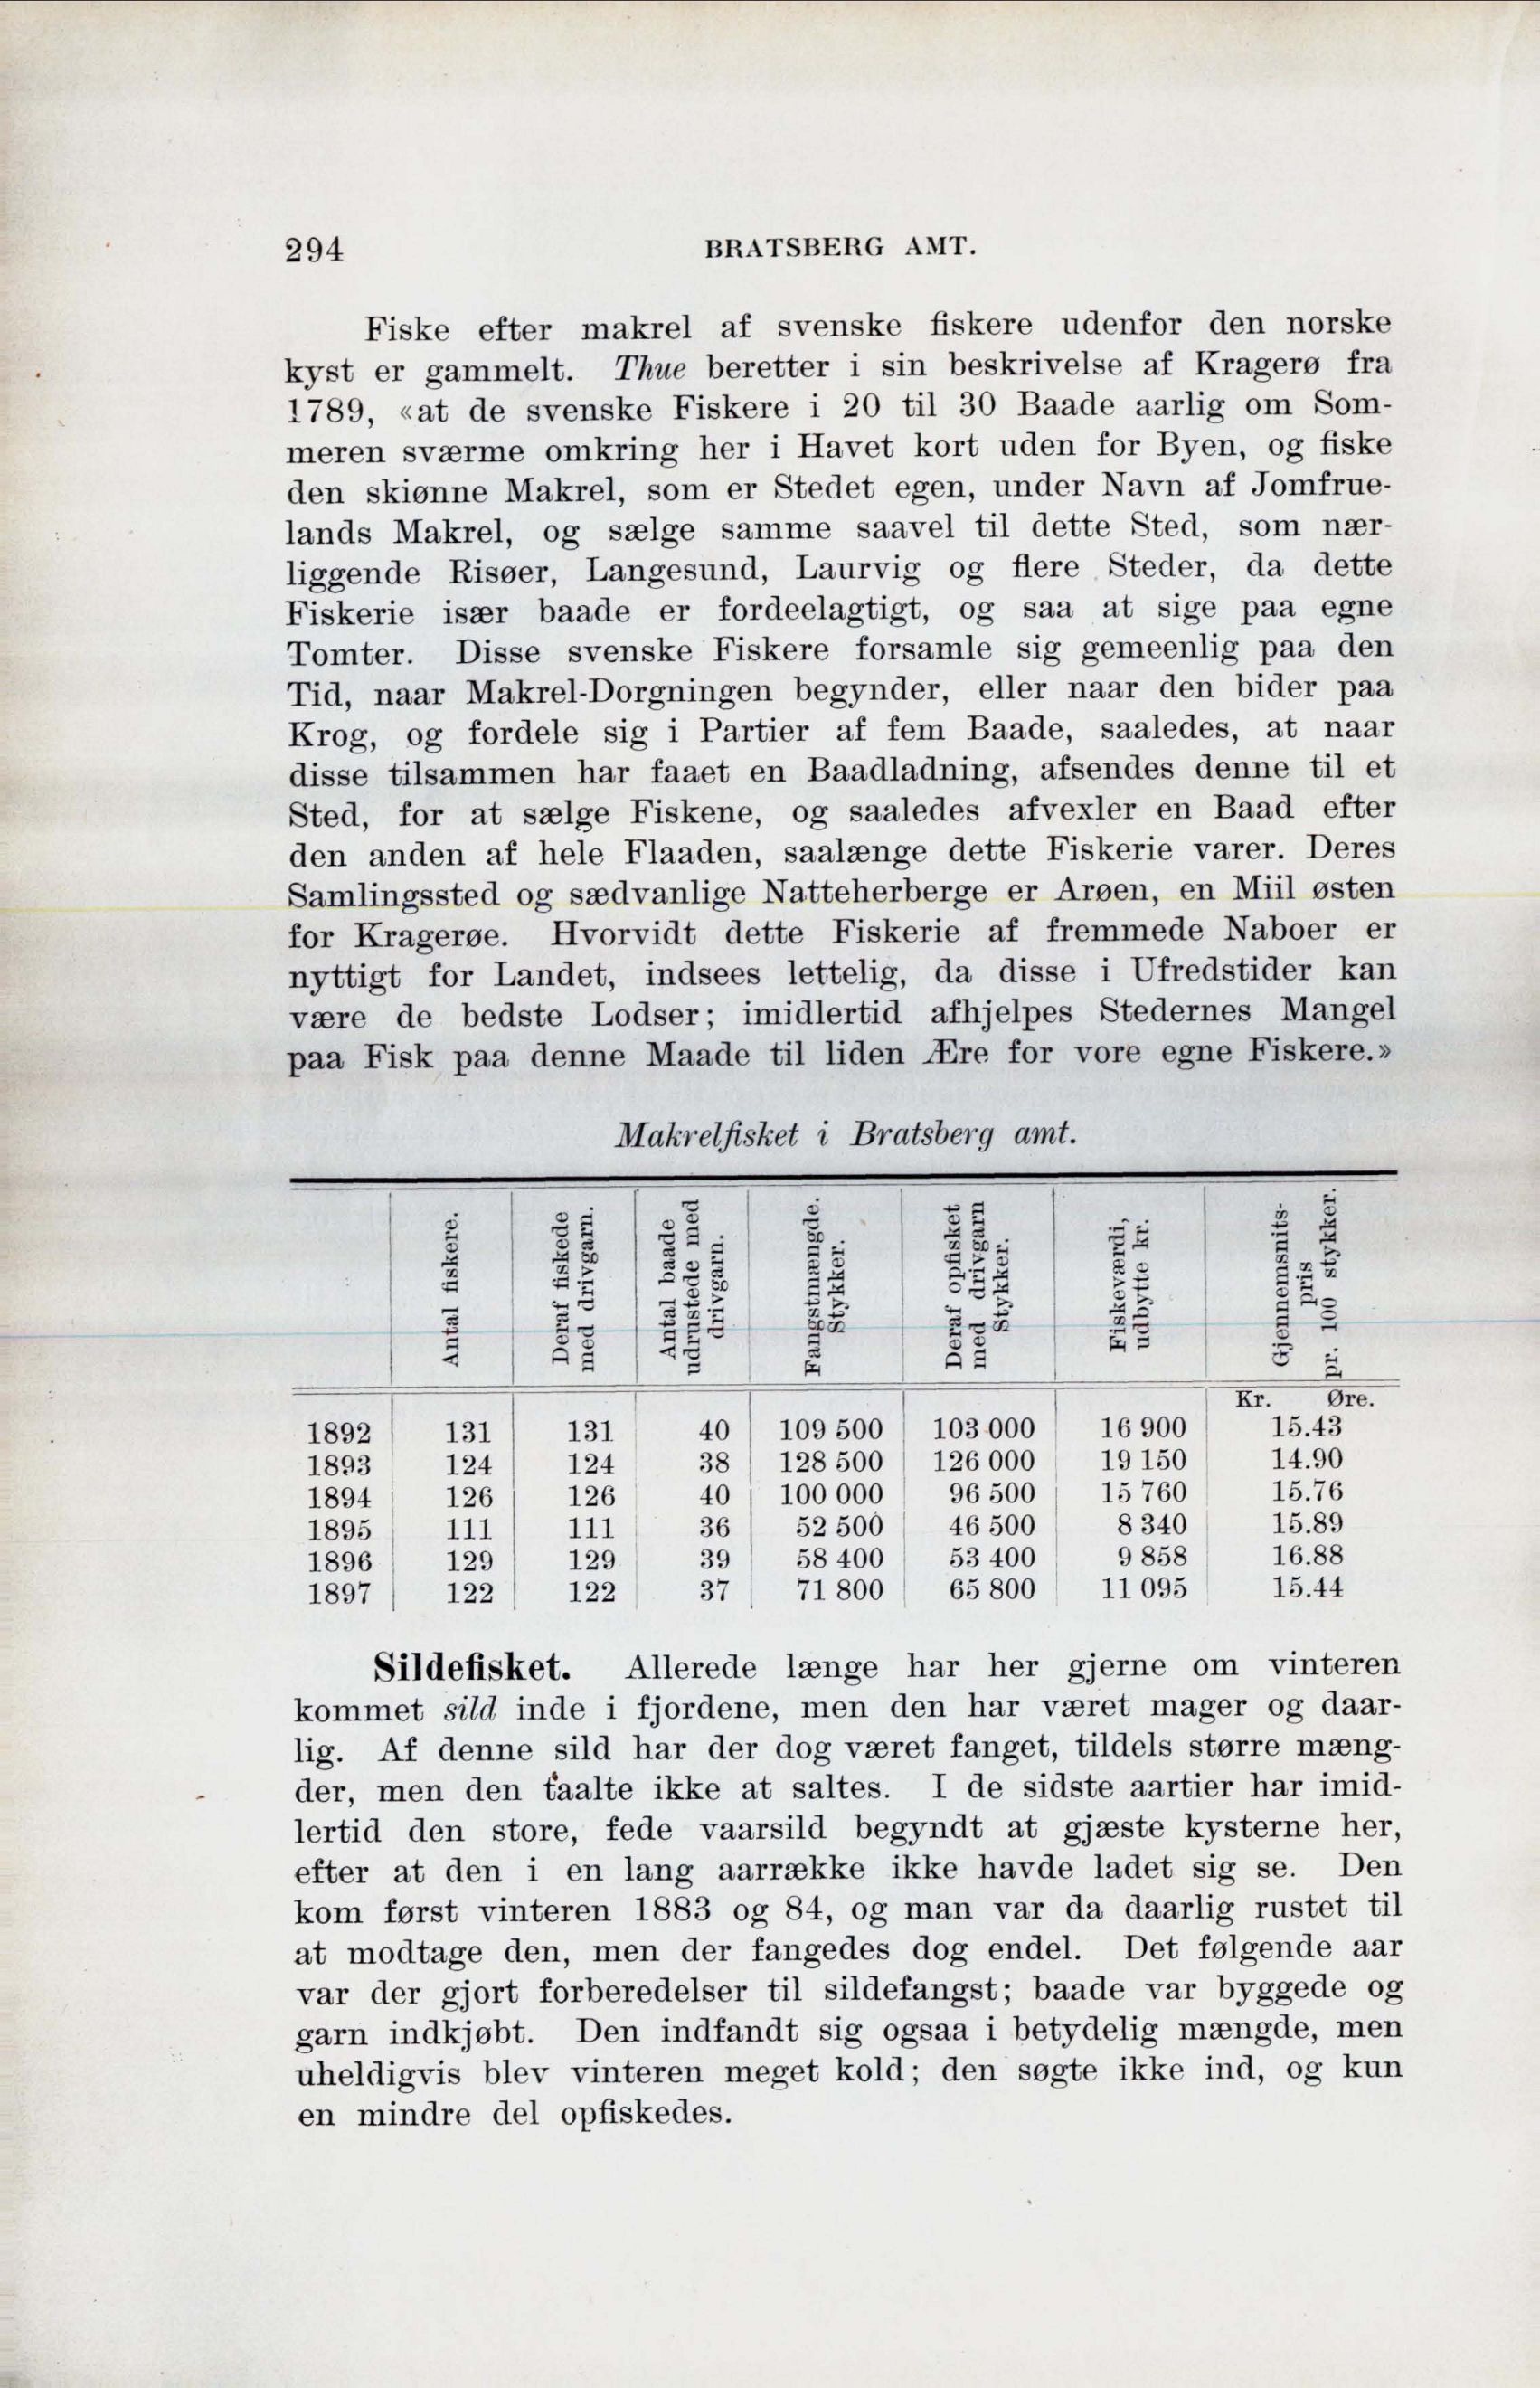 294
BRATSBERG AMT.
Fiske efter makrel af svenske fiskere udenfor den norske
kyst er gammelt. Thue beretter i sin beskrivelse af Kragerø fra
1789, «at de svenske Fiskere i 20 til 30 Baade aarlig om Som-
meren sværme omkring her i Havet kort uden for Byen, og fiske
den skiønne Makrel, som er Stedet egen, under Navn af Jomfrue-
lands Makrel, og sælge samme saavel til dette Sted, som nær-
liggende Risøer, Langesund, Laurvig og flere Steder, da dette
Fiskerie især baade er fordeelagtigt, og saa at sige paa egne
Tomter. Disse svenske Fiskere forsamle sig gemeenlig paa den
Tid, naar Makrel-Dorgningen begynder, eller naar den bider paa
Krog, og fordele sig i Partier af fem Baade, saaledes, at naar
disse tilsammen har faaet en Baadladning, afsendes denne til et
Sted, for at sælge Fiskene, og saaledes afvexler en Baad efter
den anden af hele Flaaden, saalænge dette Fiskerie varer. Deres
Samlingssted og sædvanlige Natteherberge er Arøen, en Miil østen
for Kragerøe. Hvorvidt dette Fiskerie af fremmede Naboer er
nyttigt for Landet, indsees lettelig, da disse i Ufredstider kan
være de bedste Lodser; imidlertid afhjelpes Stedernes Mangel
paa Fisk paa denne Maade til liden Ære for vore egne Fiskere.»
Makrelfisket i Bratsberg amt.
Antal fiskere.
Deraf fiskede
med drivgarn.
Antal baade
udrustede med
drivgarn.
Fangstmængde.
Stykker.
Deraf opfisket
med drivgarn
Stykker.
Fiskeværdi,
udbytte kr.
Gjennemsnits-
pris
pr. 100 stykker.
Kr. Øre.
1892 131 131 40 109 500 103 000 16 900 15.43
1893 124 124 38 128 500 126 000 19 150 14.90
1894 126 126 40 100 000 96 500 15 760 15.76
1895 111 111 36 52 500 46 500 8 340 15.89
1896 129 129 39 58 400 53 400 9 858 16.88
1897 122 122 37 71 800 65 800 11 095 15.44
Sildefisket. Allerede længe har her gjerne om vinteren
kommet sild inde i fjordene, men den har været mager og daar-
lig. Af denne sild har der dog været fanget, tildels større mæng-
der, men den taalte ikke at saltes. I de sidste aartier har imid-
lertid den store, fede vaarsild begyndt at gjæste kysterne her,
efter at den i en lang aarrække ikke havde ladet sig se. Den
kom først vinteren 1883 og 84, og man var da daarlig rustet til
at modtage den, men der fangedes dog endel. Det følgende aar
var der gjort forberedelser til sildefangst; baade var byggede og
garn indkjøbt. Den indfandt sig ogsaa i betydelig mængde, men
uheldigvis blev vinteren meget kold; den søgte ikke ind, og kun
en mindre del opfiskedes.